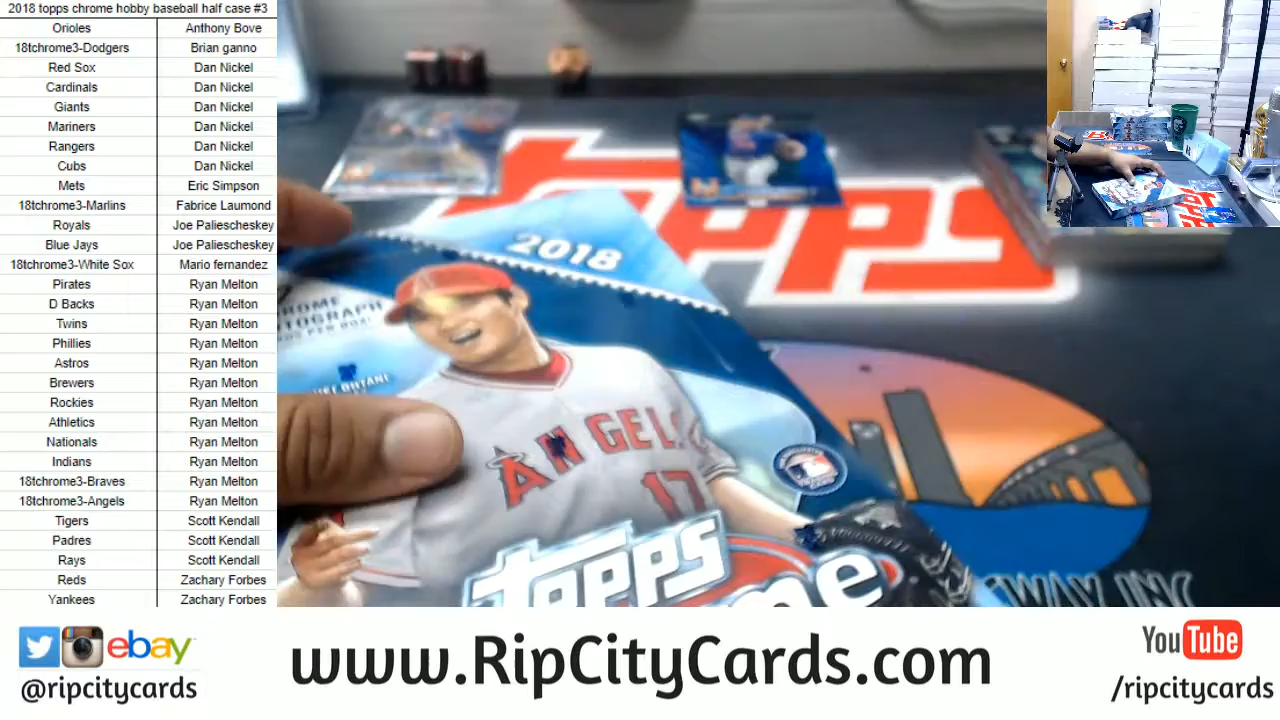 2018 topps chrome hobby baseball half case #3
Orioles Anthony Bove
18tchrome3-Dodgers Brian ganno
Red Sox Dan Nickel
Cardinals Dan Nickel
Giants Dan Nickel
Mariners Dan Nickel
Rangers Dan Nickel
Cubs Dan Nickel
Mets Eric Simpson
18tchrome3-Marlins Fabrice Laumond
Royals Joe Paliescheskey
Blue Jays Joe Paliescheskey
18tchrome3-White Sox Mario fernandez
Pirates Ryan Melton
D Backs Ryan Melton
Twins Ryan Melton
Phillies Ryan Melton
Astros Ryan Melton
Brewers Ryan Melton
Rockies Ryan Melton
Athletics Ryan Melton
Nationals Ryan Melton
Indians Ryan Melton
18tchrome3-Braves Ryan Melton
18tchrome3-Angels Ryan Melton
Tigers Scott Kendall
Padres Scott Kendall
Rays Scott Kendall
Reds Zachary Forbes
Yankees Zachary Forbes
topps
2018
ANGELS
17
topps
WAY INC
ebay
@ripcitycards
www.RipCityCards.com
YouTube
/ripcitycards